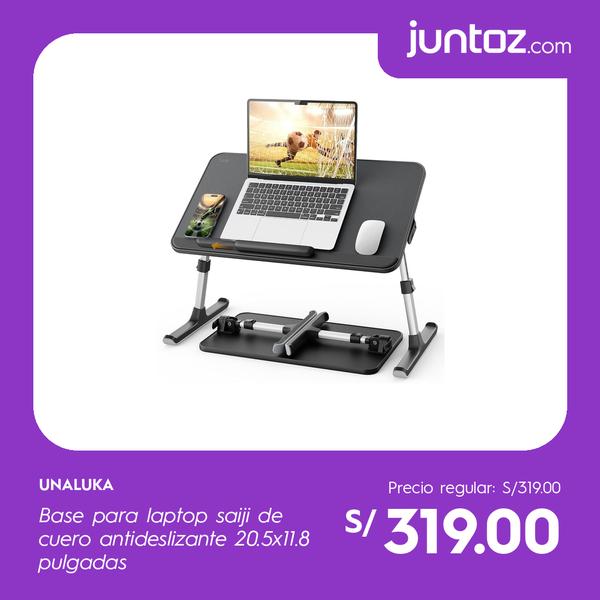 juntoz.com
UNALUKA
Base para laptop saiji de
cuero antideslizante 20.5x11.8
pulgadas
Precio regular: S/319.00
S/ 319.00